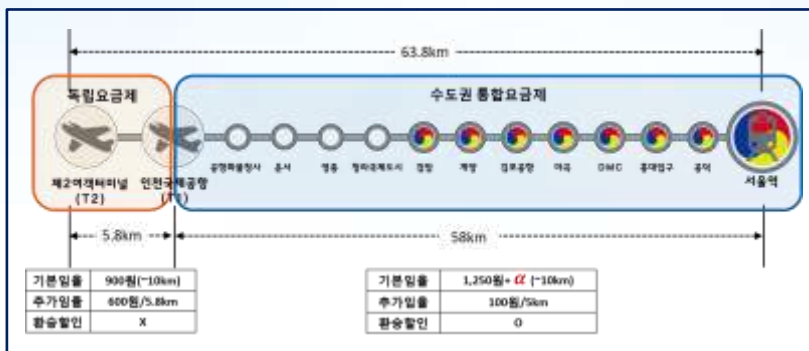 63.8km
독립요금제
수도권 통합요금제
제2여객터미널
(T2)
인천국제공항
(T1)
공항화물청사
운서
영종
청라국제도시
검암
계양
김포공항
마곡
DMC
홍대입구
공덕
서울역
5.8km
58km
기본임율 900원(~10km)
추가임율 600원/5.8km
환승할인 X
기본임율 1,250원+ α (~10km)
추가임율 100원/5km
환승할인 O